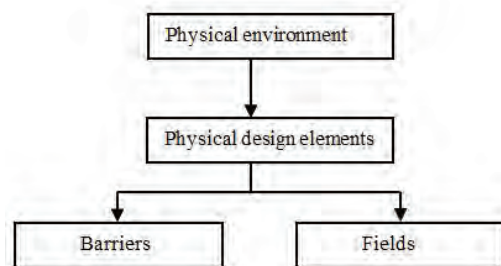 Physical environment
Physical design elements
Barriers
Fields